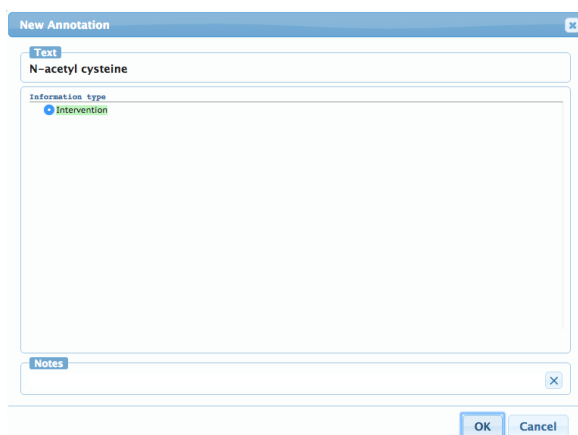 New Annotation
Text
N-acetyl cysteine
Information type
Intervention
Notes
OK Cancel